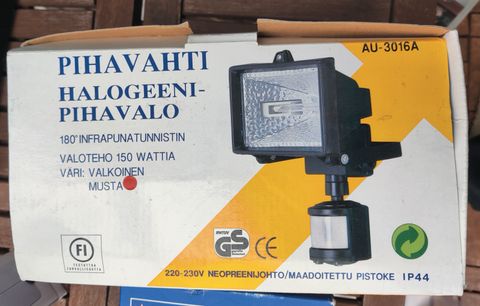 PIHAVAHTI
AU-3016A
HALOGEENI-
PIHAVALO
180° INFRAPUNATUNNISTIN
VALOTEHO 150 WATTIA
VÄRI: VALKOINEN
MUSTA
FI
GS
CE
220-230V NEOPREENIJOHTO/MAADOITETTU PISTOKE IP44